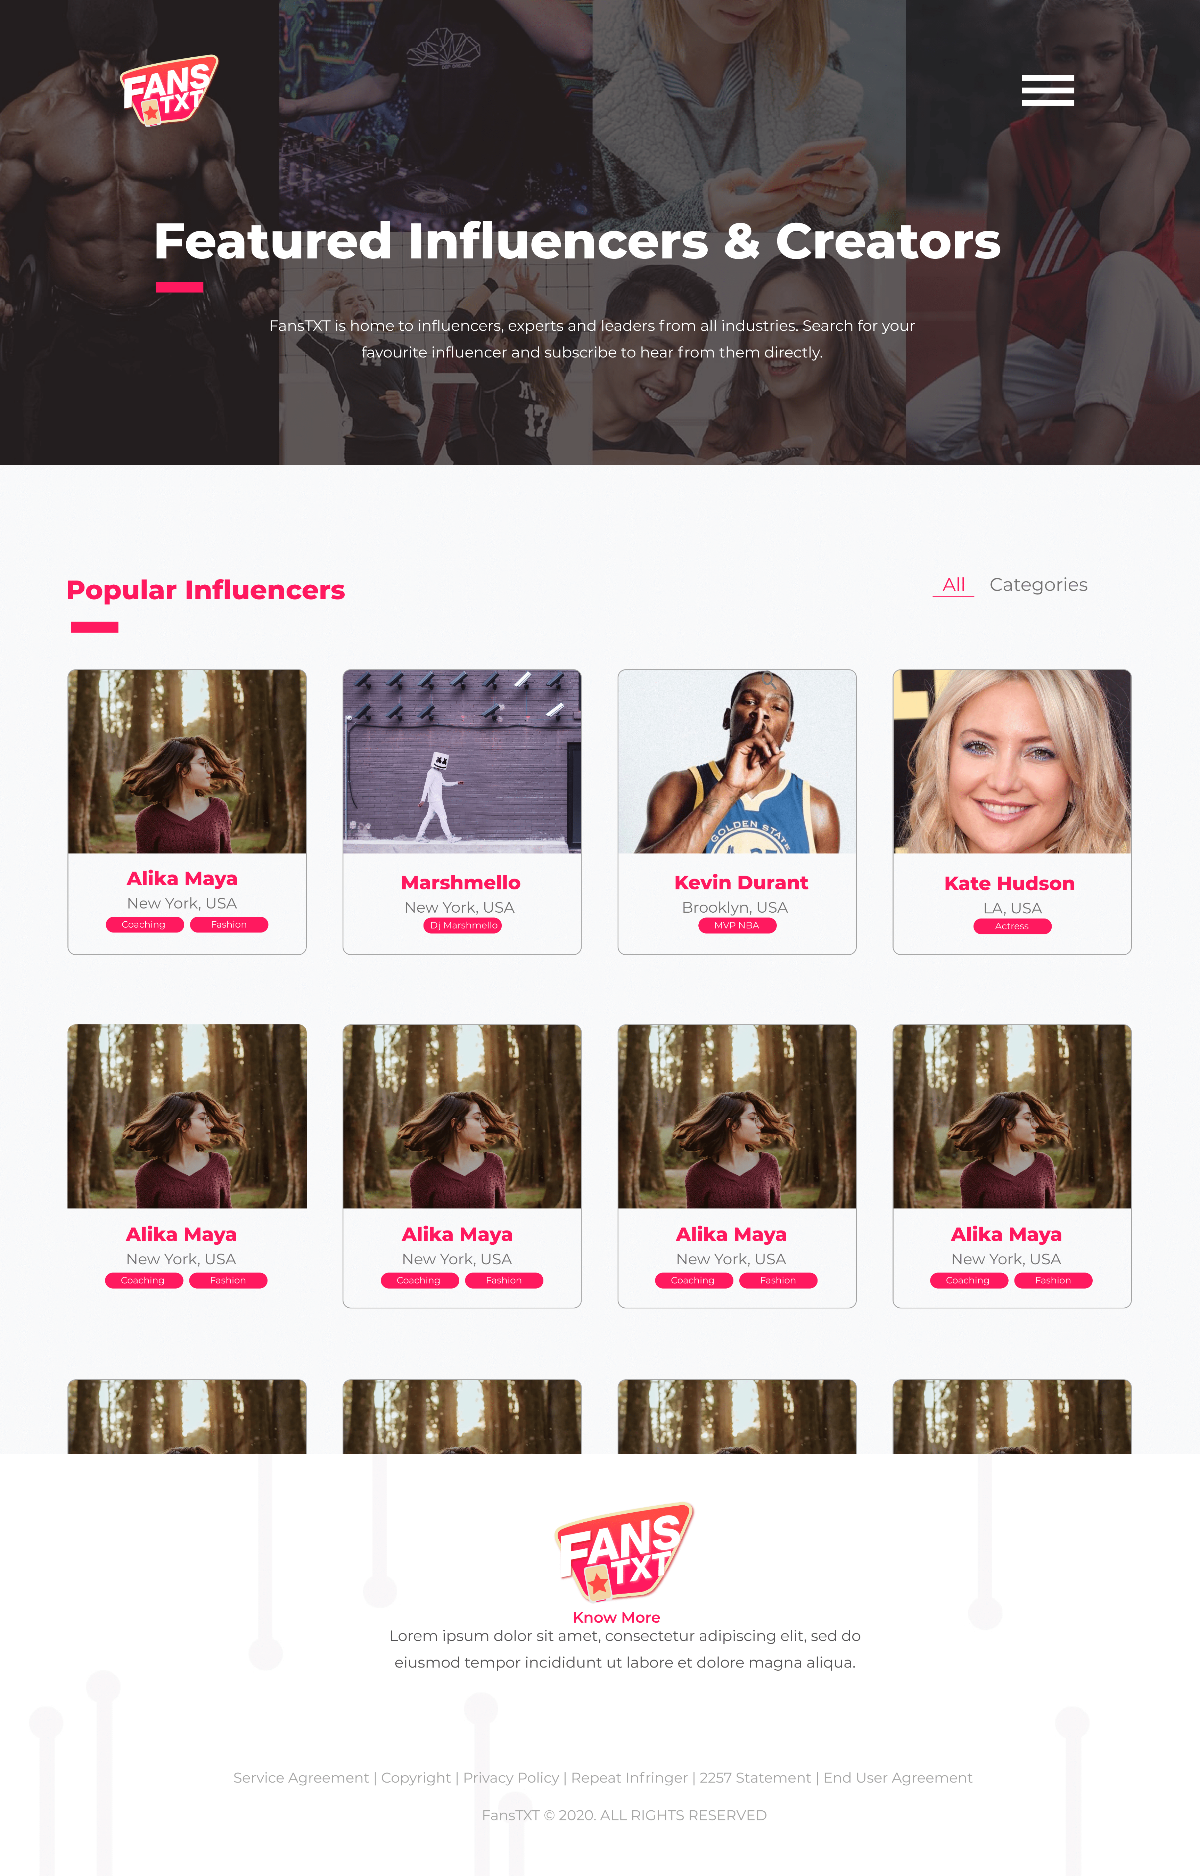 FANS
TXT
Featured Influencers & Creators
FansTXT is home to influencers, experts and leaders from all industries. Search for your
favourite influencer and subscribe to hear from them directly.
Popular Influencers
All Categories
GOLDEN STATE
Alika Maya
New York, USA
Coaching Fashion
Marshmello
New York, USA
Dj Marshmello
Kevin Durant
Brooklyn, USA
MVP NBA
Kate Hudson
LA, USA
Actress
Alika Maya
New York, USA
Coaching Fashion
Alika Maya
New York, USA
Coaching Fashion
Alika Maya
New York, USA
Coaching Fashion
Alika Maya
New York, USA
Coaching Fashion
FANS
TXT
Know More
Lorem ipsum dolor sit amet, consectetur adipiscing elit, sed do
eiusmod tempor incididunt ut labore et dolore magna aliqua.
Service Agreement | Copyright | Privacy Policy | Repeat Infringer | 2257 Statement | End User Agreement
FansTXT © 2020. ALL RIGHTS RESERVED